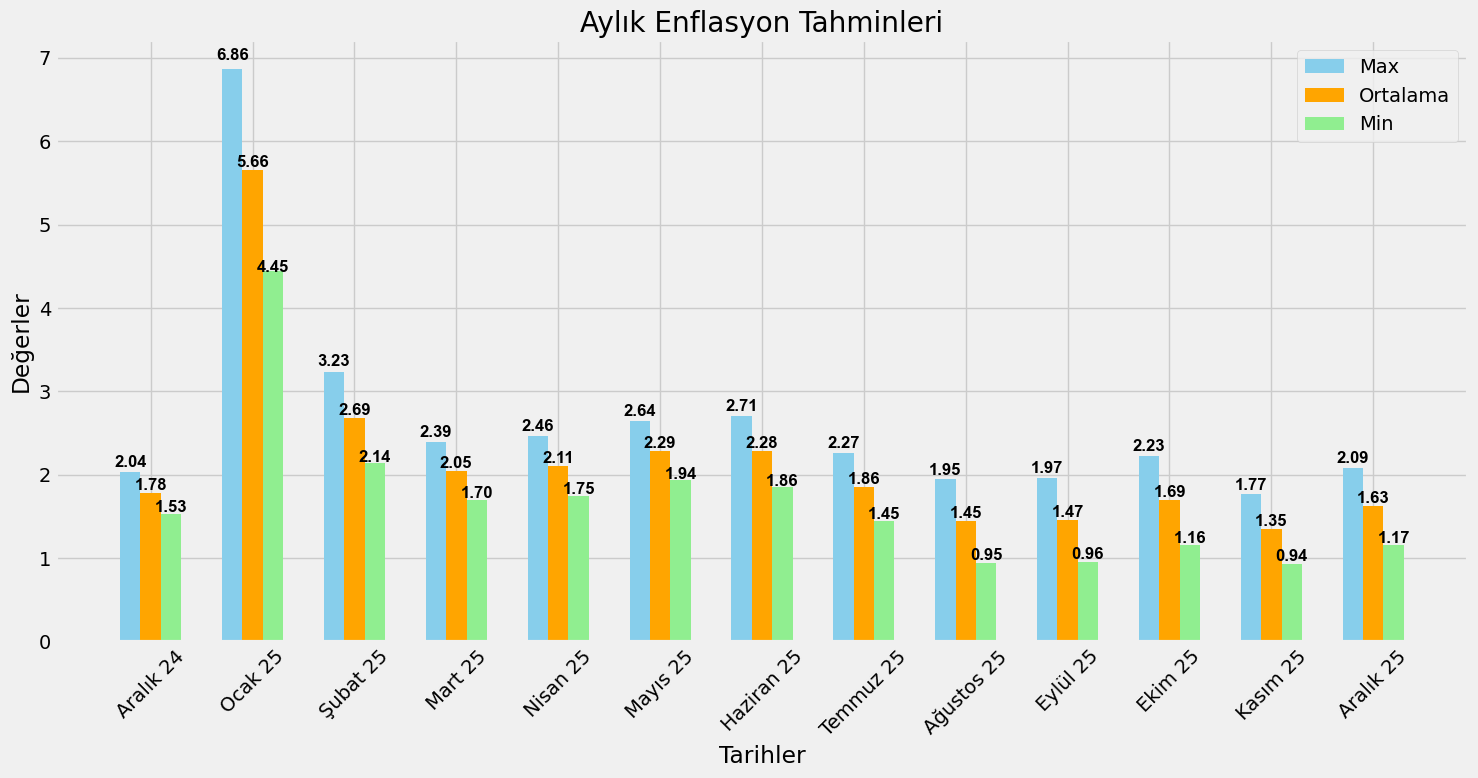 Aylık Enflasyon Tahminleri
Max
Ortalama
Min
Değerler
7
6
5
4
3
2
1
0
2.04
1.78
1.53
6.86
5.66
4.45
3.23
2.69
2.14
2.39
2.05
1.70
2.46
2.11
1.75
2.64
2.29
1.94
2.71
2.28
1.86
2.27
1.86
1.45
1.95
1.45
0.95
1.97
1.47
0.96
2.23
1.69
1.16
1.77
1.35
0.94
2.09
1.63
1.17
Aralık 24
Ocak 25
Şubat 25
Mart 25
Nisan 25
Mayıs 25
Haziran 25
Temmuz 25
Ağustos 25
Eylül 25
Ekim 25
Kasım 25
Aralık 25
Tarihler